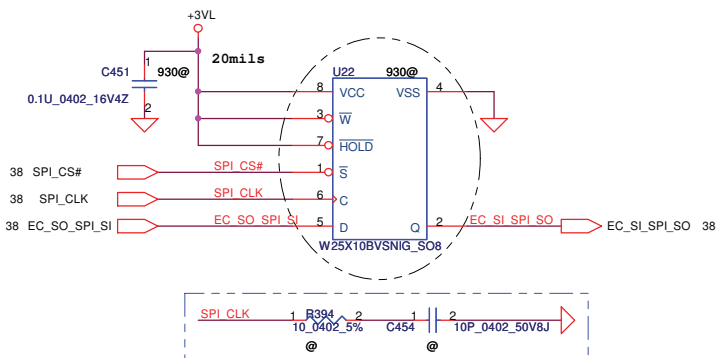 +3VL
20mils
1
C451 930@
0.1U_0402_16V4Z
2
U22 930@
8 VCC VSS 4
3 W
7 HOLD
38 SPI_CS# SPI_CS# 1 S
38 SPI_CLK SPI_CLK 6 C
38 EC_SO_SPI_SI EC_SO_SPI_SI 5 D Q 2 EC_SI_SPI_SO EC_SI_SPI_SO 38
W25X10BVSNIG_SO8
SPI_CLK 1 R394 2 1 2
10_0402_5% C454 10P_0402_50V8J
@ @